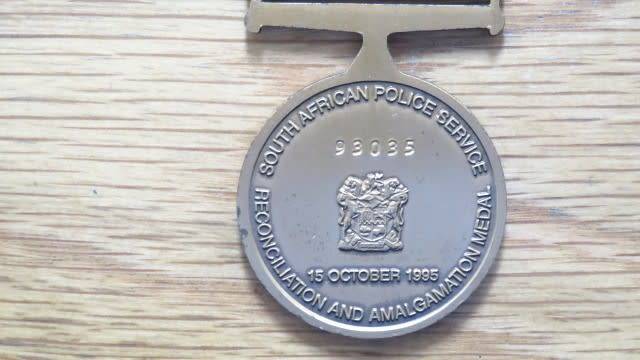 SOUTH AFRICAN POLICE SERVICE
93035
15 OCTOBER 1995
RECONCILIATION AND AMALGAMATION MEDAL